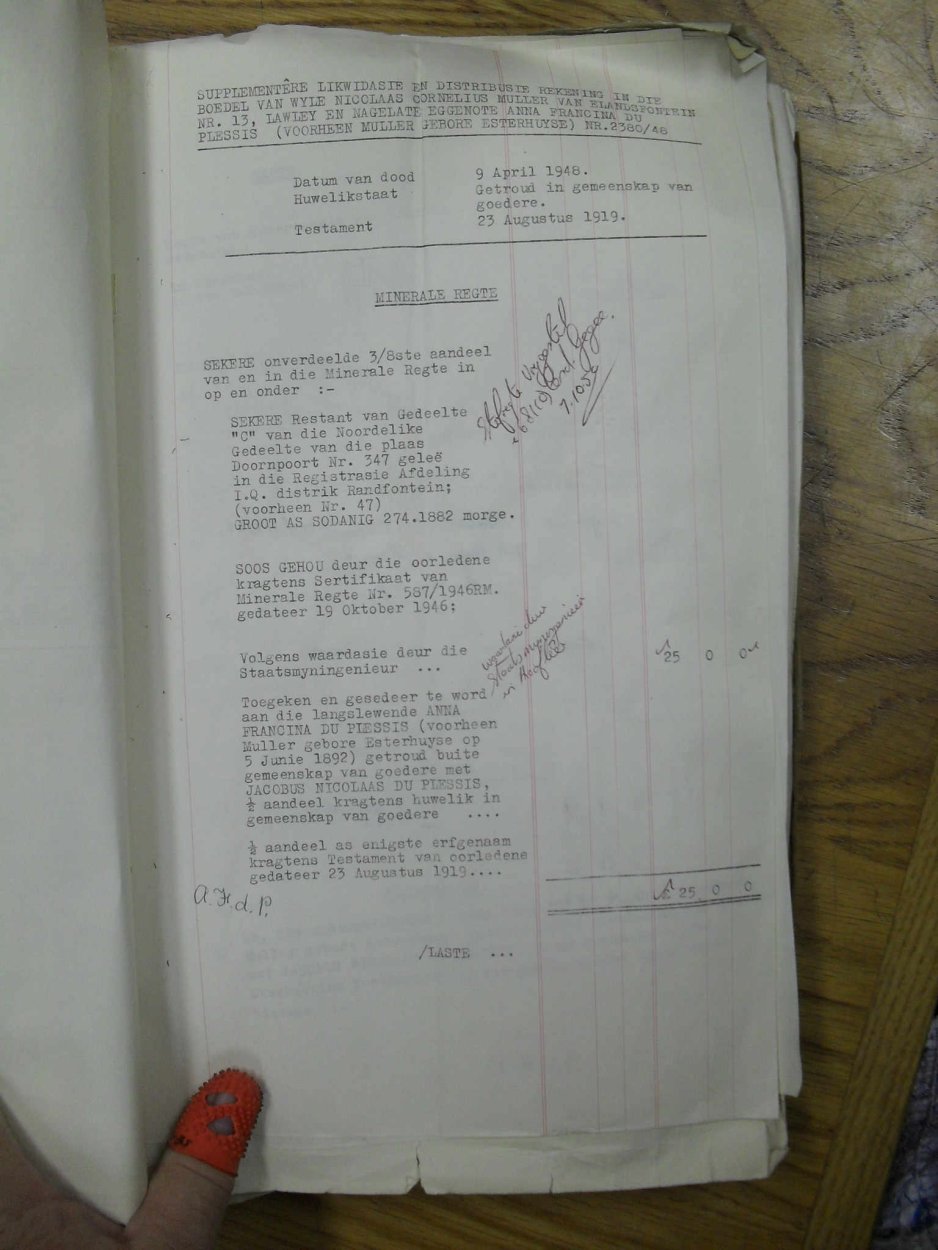 SUPPLEMENTÊRE LIKWIDASIE EN DISTRIBUSIE REKENING IN DIE
BOEDEL VAN WYLE NICOLAAS CORNELIUS MULLER VAN ELANDSFONTEIN
NR. 13, LAWLEY EN NAGELATE EGGENOTE ANNA FRANCINA DU
PLESSIS (VOORHEEN MULLER GEBORE ESTERHUYSE) NR.2380/48
Datum van dood 9 April 1948.
Huwelikstaat Getroud in gemeenskap van
goedere.
Testament 23 Augustus 1919.
MINERALE REGTE
SEKERE onverdeelde 3/8ste aandeel
van en in die Minerale Regte in
op en onder :-
SEKERE Restant van Gedeelte
"C" van die Noordelike
Gedeelte van die plaas
Doornpoort Nr. 347 geleë
in die Registrasie Afdeling
I.Q. distrik Randfontein;
(voorheen Nr. 47)
GROOT AS SODANIG 274.1882 morge.
SOOS GEHOU deur die oorledene
kragtens Sertifikaat van
Minerale Regte Nr. 587/1946RM.
gedateer 19 Oktober 1946;
Volgens waardasie deur die
Staatsmyningenieur ... 25 0 0
Staatsmyningenieur
in
Toegeken en gesedeer te word
aan die langslewende ANNA
FRANCINA DU PLESSIS (voorheen
Muller gebore Esterhuyse op
5 Junie 1892) getroud buite
gemeenskap van goedere met
JACOBUS NICOLAAS DU PLESSIS,
½ aandeel kragtens huwelik in
gemeenskap van goedere ....
½ aandeel as enigste erfgenaam
kragtens Testament van oorledene
gedateer 23 Augustus 1919....
£ 25 0 0
A.F.d.P.
/LASTE ...